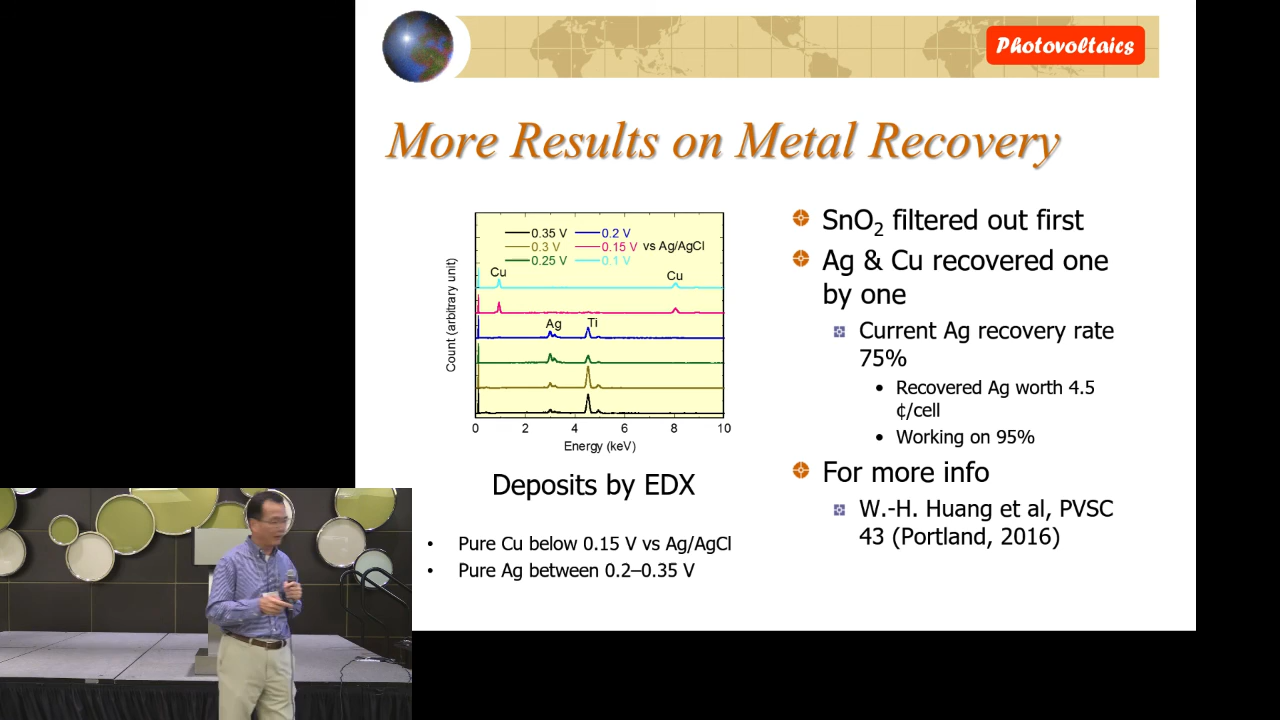 Photovoltaics
More Results on Metal Recovery
0.35 V 0.2 V
0.3 V 0.15 V vs Ag/AgCl
0.25 V 0.1 V
Cu Cu
Ag Ti
Count (arbitrary unit)
0 2 4 6 8 10
Energy (keV)
Deposits by EDX
• Pure Cu below 0.15 V vs Ag/AgCl
• Pure Ag between 0.2–0.35 V
SnO2 filtered out first
Ag & Cu recovered one
by one
Current Ag recovery rate
75%
• Recovered Ag worth 4.5
¢/cell
• Working on 95%
For more info
W.-H. Huang et al, PVSC
43 (Portland, 2016)